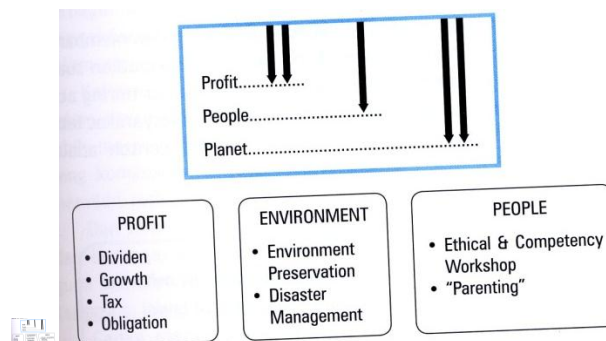 Profit..................
People..................................
Planet..........................................................
PROFIT
• Dividen
• Growth
• Tax
• Obligation
ENVIRONMENT
• Environment
Preservation
• Disaster
Management
PEOPLE
• Ethical & Competency
Workshop
• "Parenting"